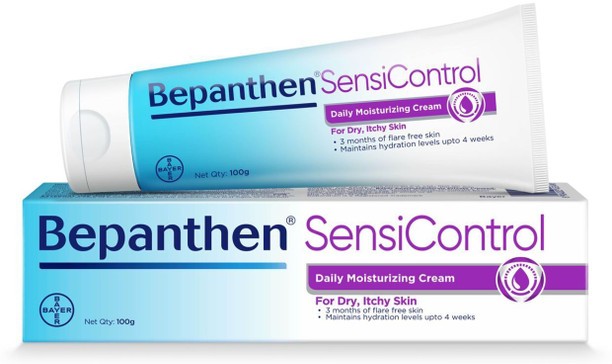 Bepanthen® SensiControl
Daily Moisturizing Cream
For Dry, Itchy Skin
• 3 months of flare free skin
• Maintains hydration levels upto 4 weeks
BAYER
BAYER
Net Qty: 100g
Bepanthen® SensiControl
Daily Moisturizing Cream
For Dry, Itchy Skin
• 3 months of flare free skin
• Maintains hydration levels upto 4 weeks
BAYER
BAYER
Net Qty: 100g